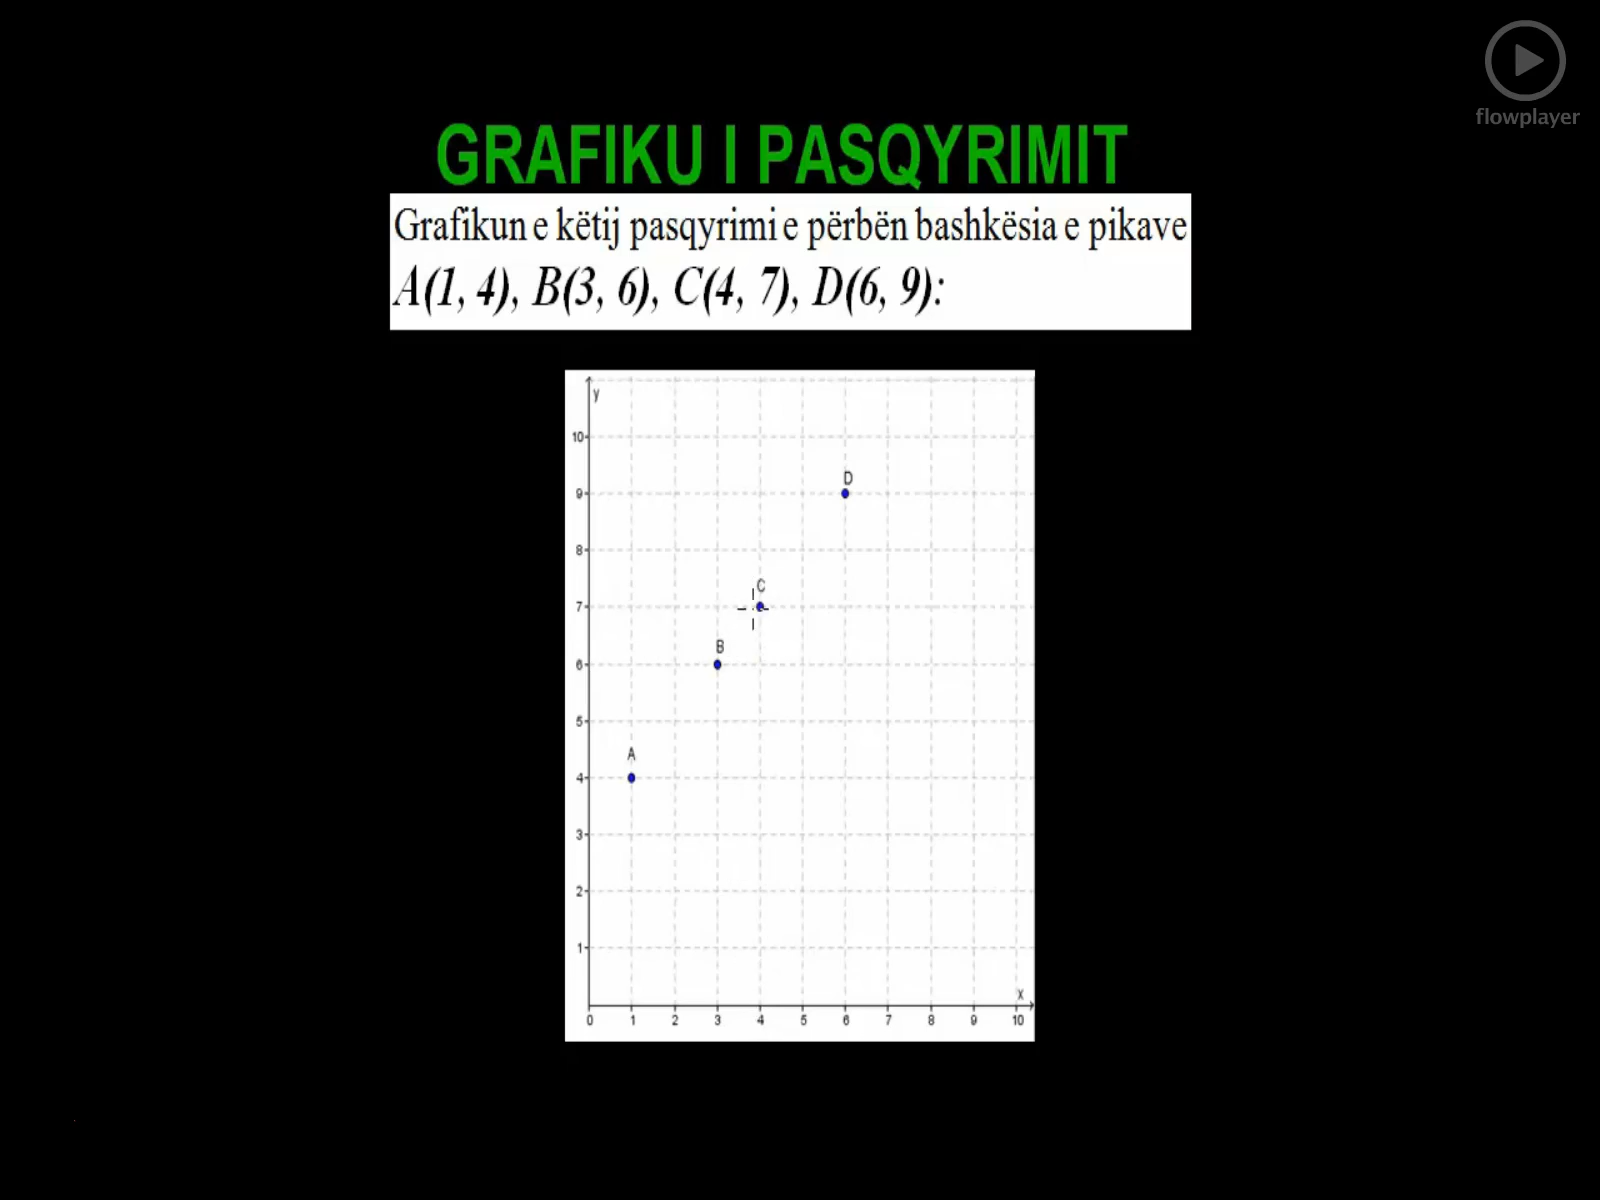 flowplayer
GRAFIKU I PASQYRIMIT
Grafikun e këtij pasqyrimi e përbën bashkësia e pikave
A(1, 4), B(3, 6), C(4, 7), D(6, 9):
y
10
D
9
8
C
7
B
6
5
A
4
3
2
1
x
0 1 2 3 4 5 6 7 8 9 10